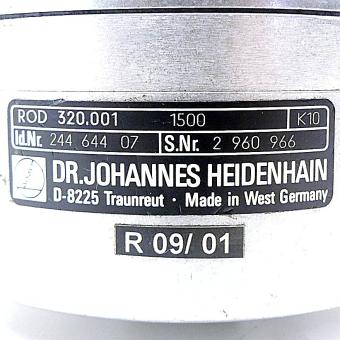 ROD 320.001 1500 K10
Id.Nr. 244 644 07 S.Nr. 2 960 966
DR.JOHANNES HEIDENHAIN
D-8225 Traunreut · Made in West Germany
R 09/ 01